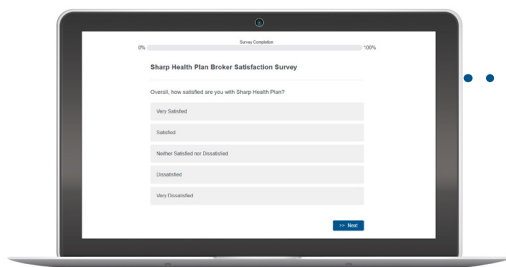 Survey Completion
0% 100%
Sharp Health Plan Broker Satisfaction Survey
Overall, how satisfied are you with Sharp Health Plan?
Very Satisfied
Satisfied
Neither Satisfied nor Dissatisfied
Dissatisfied
Very Dissatisfied
>> Next